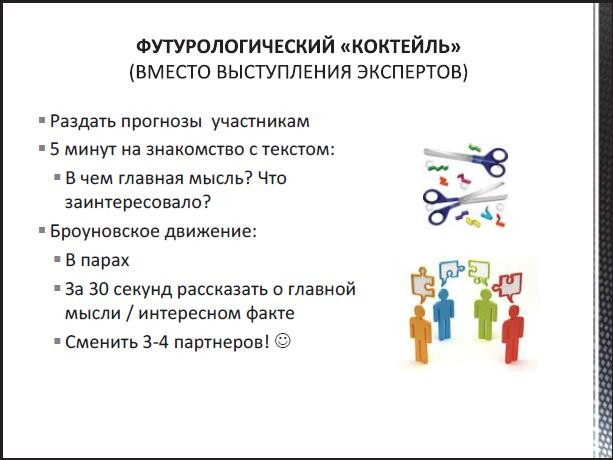 ФУТУРОЛОГИЧЕСКИЙ «КОКТЕЙЛЬ»
(ВМЕСТО ВЫСТУПЛЕНИЯ ЭКСПЕРТОВ)
Раздать прогнозы участникам
5 минут на знакомство с текстом:
В чем главная мысль? Что
заинтересовало?
Броуновское движение:
В парах
За 30 секунд рассказать о главной
мысли / интересном факте
Сменить 3-4 партнеров! ☺